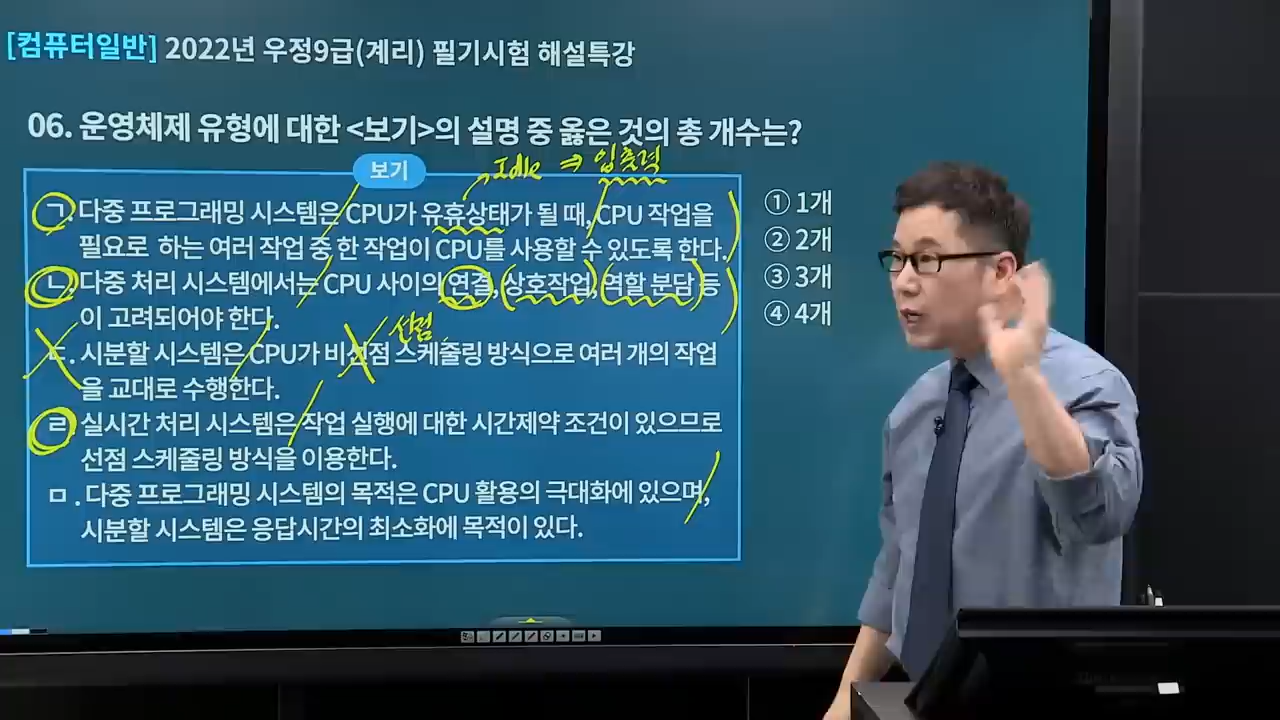 [컴퓨터일반] 2022년 우정9급(계리) 필기시험 해설특강
06. 운영체제 유형에 대한 <보기>의 설명 중 옳은 것의 총 개수는?
보기
Idle ⇒ 입출력
ㄱ. 다중 프로그래밍 시스템은 CPU가 유휴상태가 될 때, CPU 작업을
필요로 하는 여러 작업 중 한 작업이 CPU를 사용할 수 있도록 한다.
ㄴ. 다중 처리 시스템에서는 CPU 사이의 연결, 상호작업, 역할 분담 등
이 고려되어야 한다.
선점
ㄷ. 시분할 시스템은 CPU가 비선점 스케줄링 방식으로 여러 개의 작업
을 교대로 수행한다.
ㄹ. 실시간 처리 시스템은 작업 실행에 대한 시간제약 조건이 있으므로
선점 스케줄링 방식을 이용한다.
ㅁ. 다중 프로그래밍 시스템의 목적은 CPU 활용의 극대화에 있으며,
시분할 시스템은 응답시간의 최소화에 목적이 있다.
① 1개
② 2개
③ 3개
④ 4개